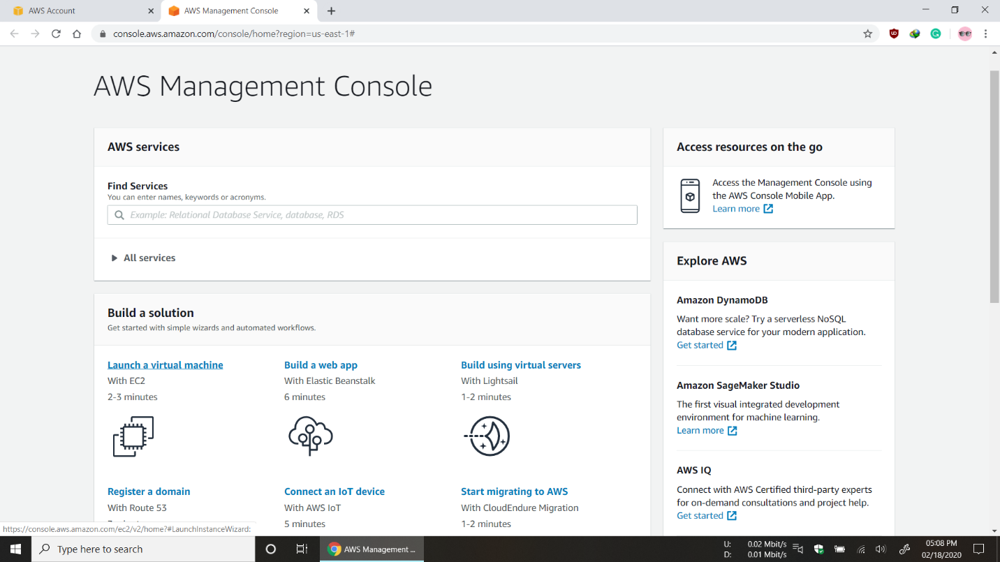 AWS Account
AWS Management Console
console.aws.amazon.com/console/home?region=us-east-1#
AWS Management Console
AWS services
Find Services
You can enter names, keywords or acronyms.
Example: Relational Database Service, database, RDS
All services
Build a solution
Get started with simple wizards and automated workflows.
Launch a virtual machine
With EC2
2-3 minutes
Build a web app
With Elastic Beanstalk
6 minutes
Build using virtual servers
With Lightsail
1-2 minutes
Register a domain
With Route 53
Connect an IoT device
With AWS IoT
5 minutes
Start migrating to AWS
With CloudEndure Migration
1-2 minutes
Access resources on the go
Access the Management Console using
the AWS Console Mobile App.
Learn more
Explore AWS
Amazon DynamoDB
Want more scale? Try a serverless NoSQL
database service for your modern application.
Get started
Amazon SageMaker Studio
The first visual integrated development
environment for machine learning.
Learn more
AWS IQ
Connect with AWS Certified third-party experts
for on-demand consultations and project help.
Get started
https://console.aws.amazon.com/ec2/v2/home?#LaunchInstanceWizard:
Type here to search
AWS Management ...
U: 0.02 Mbit/s
D: 0.01 Mbit/s
05:08 PM
02/18/2020